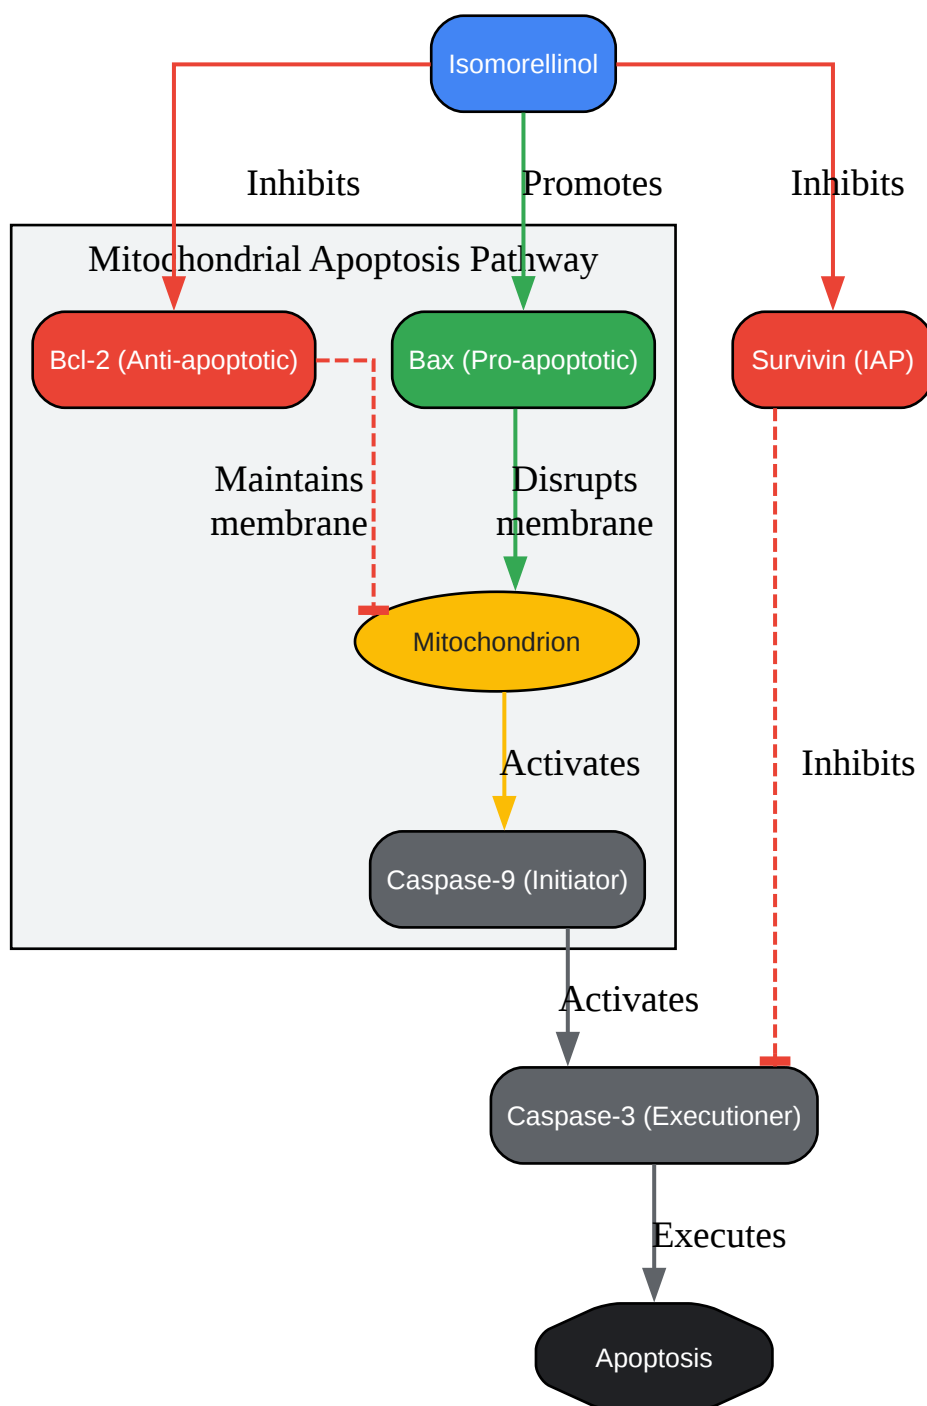 Isomorellinol
Inhibits
Promotes
Inhibits
Mitochondrial Apoptosis Pathway
Bcl-2 (Anti-apoptotic)
Bax (Pro-apoptotic)
Survivin (IAP)
Maintains
membrane
Disrupts
membrane
Mitochondrion
Activates
Inhibits
Caspase-9 (Initiator)
Activates
Caspase-3 (Executioner)
Executes
Apoptosis